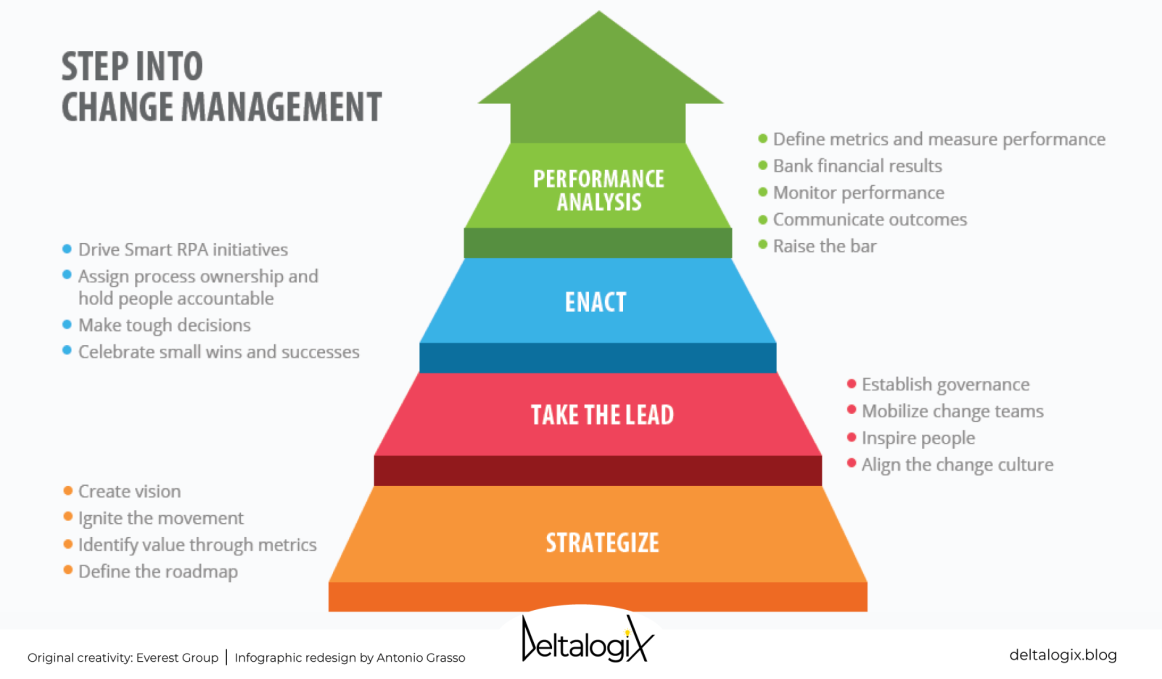 STEP INTO
CHANGE MANAGEMENT
PERFORMANCE
ANALYSIS
Define metrics and measure performance
Bank financial results
Monitor performance
Communicate outcomes
Raise the bar
Drive Smart RPA initiatives
Assign process ownership and
hold people accountable
Make tough decisions
Celebrate small wins and successes
ENACT
TAKE THE LEAD
Establish governance
Mobilize change teams
Inspire people
Align the change culture
Create vision
Ignite the movement
Identify value through metrics
Define the roadmap
STRATEGIZE
Original creativity: Everest Group | Infographic redesign by Antonio Grasso
DeltalogiX
deltalogix.blog